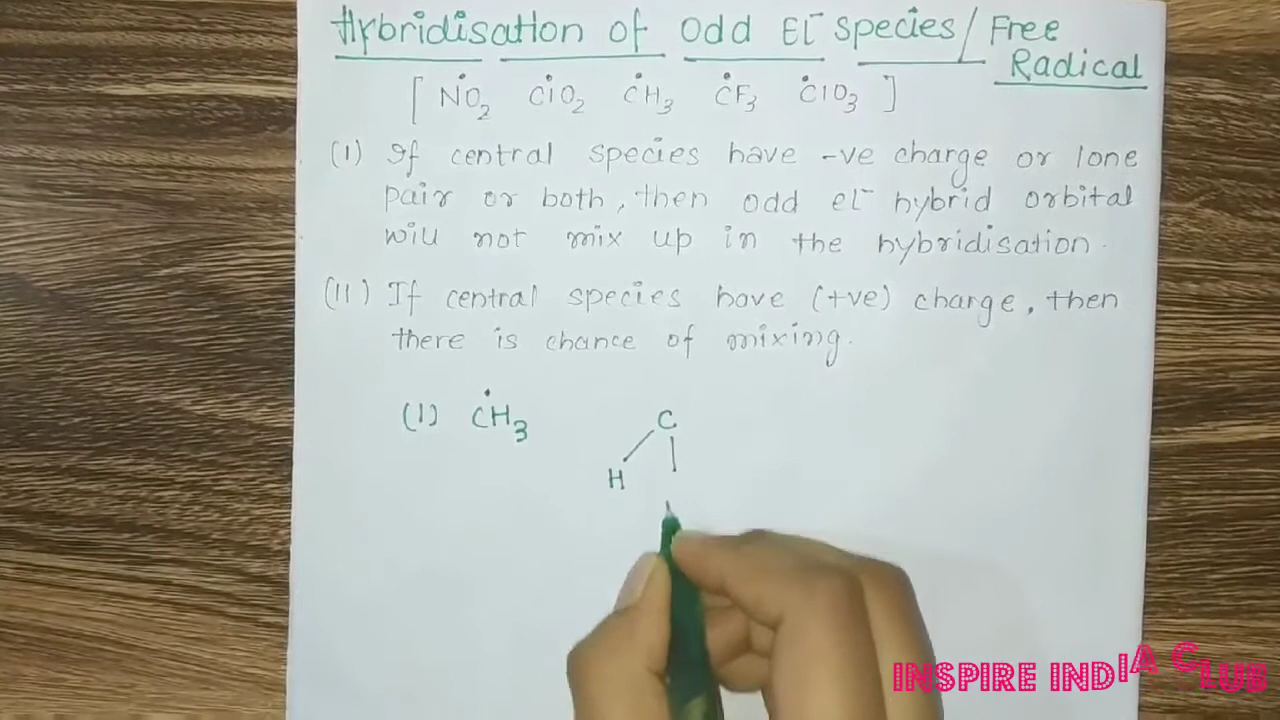 Hybridisation of odd El⁻ species/Free
Radical
[ ṄO₂ ĊlO₂ ĊH₃ ĊF₃ ĊlO₃ ]
(I) If central species have -ve charge or lone
pair or both, then odd el⁻ hybrid orbital
will not mix up in the hybridisation.
(II) If central species have (+ve) charge, then
there is chance of mixing.
(1) ĊH₃
C
H
INSPIRE INDIA CLUB